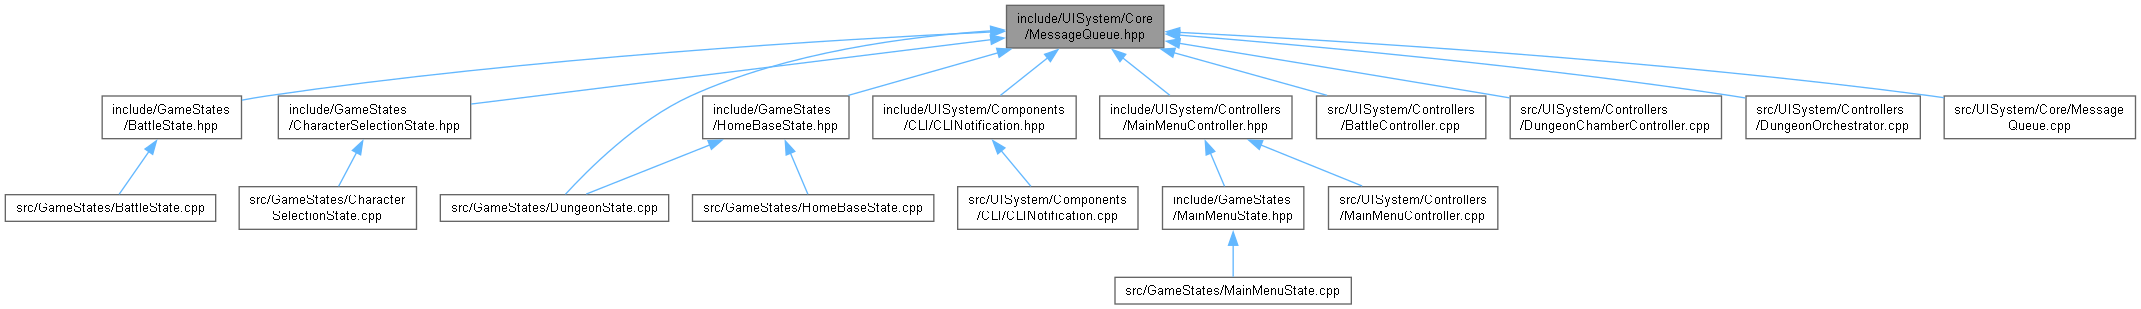 include/UISystem/Core
/MessageQueue.hpp
include/GameStates
/BattleState.hpp
include/GameStates
/CharacterSelectionState.hpp
include/GameStates
/HomeBaseState.hpp
include/UISystem/Components
/CLI/CLINotification.hpp
include/UISystem/Controllers
/MainMenuController.hpp
src/UISystem/Controllers
/BattleController.cpp
src/UISystem/Controllers
/DungeonChamberController.cpp
src/UISystem/Controllers
/DungeonOrchestrator.cpp
src/UISystem/Core/Message
Queue.cpp
src/GameStates/BattleState.cpp
src/GameStates/Character
SelectionState.cpp
src/GameStates/DungeonState.cpp
src/GameStates/HomeBaseState.cpp
src/UISystem/Components
/CLI/CLINotification.cpp
include/GameStates
/MainMenuState.hpp
src/UISystem/Controllers
/MainMenuController.cpp
src/GameStates/MainMenuState.cpp